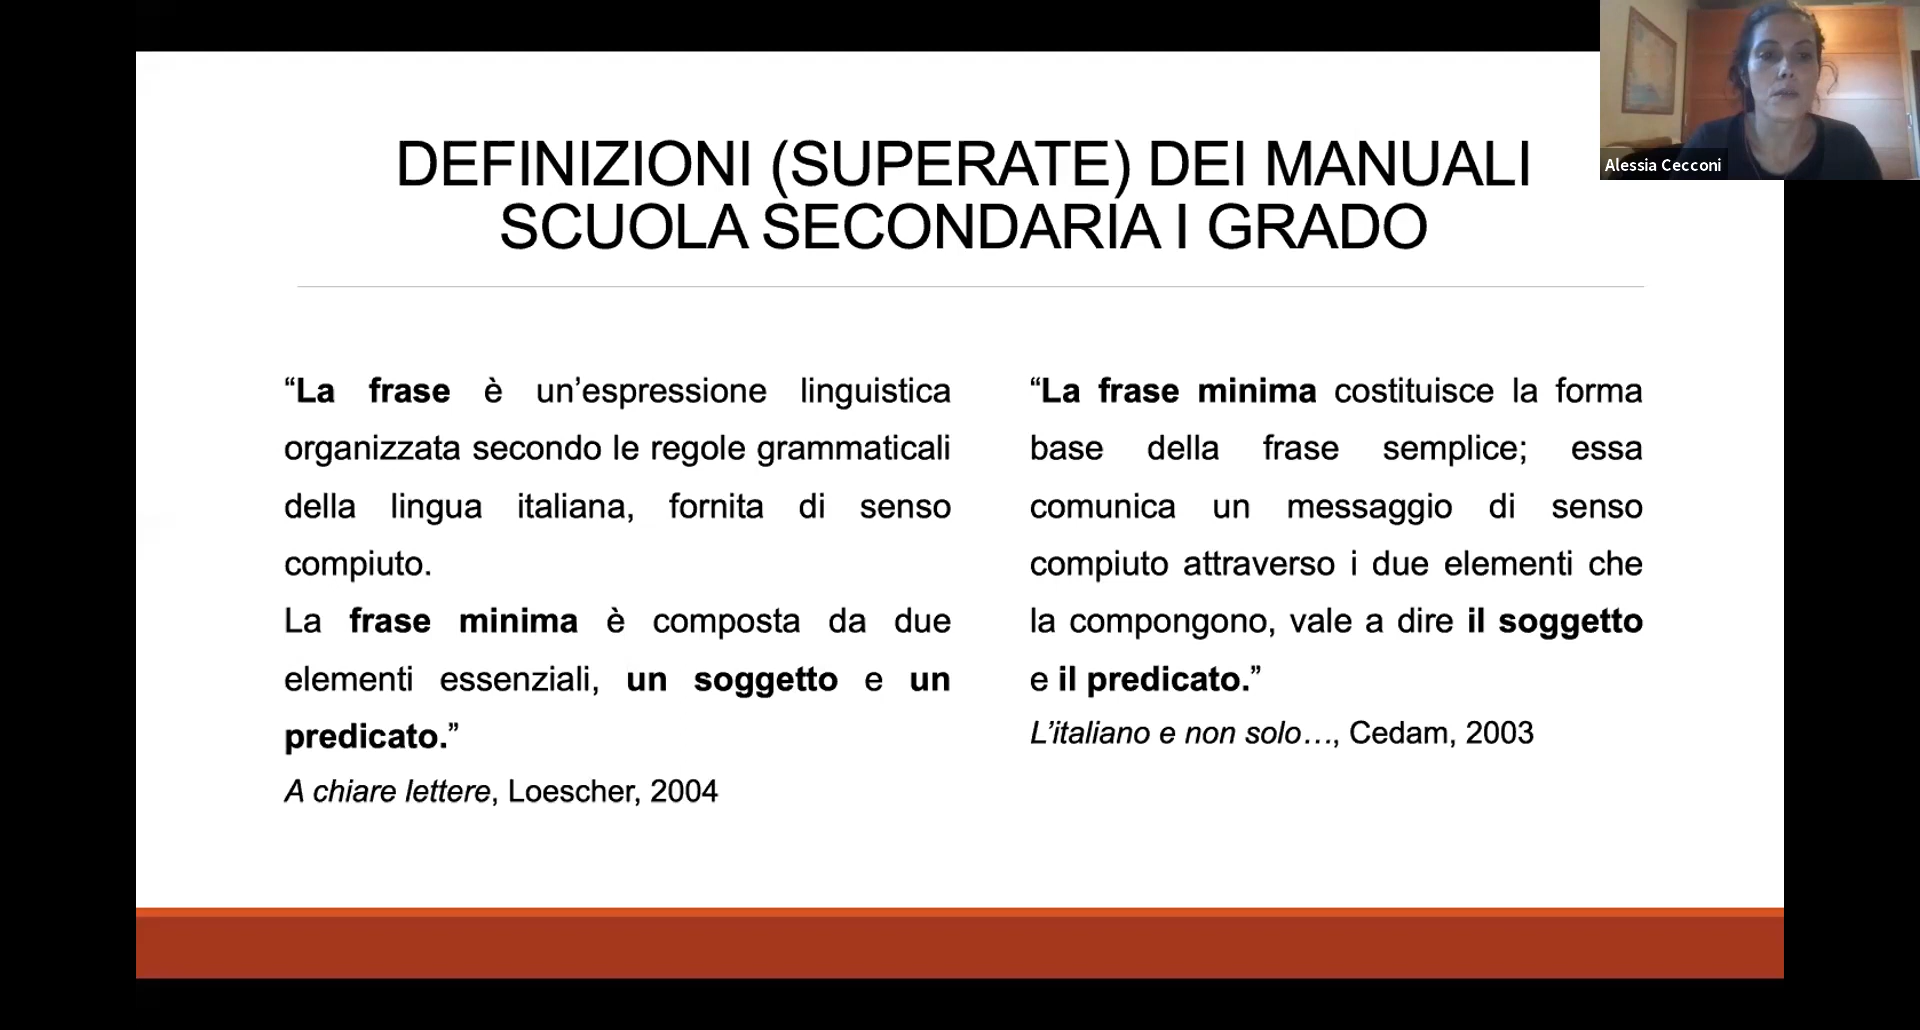 DEFINIZIONI (SUPERATE) DEI MANUALI
SCUOLA SECONDARIA I GRADO
“La frase è un’espressione linguistica
organizzata secondo le regole grammaticali
della lingua italiana, fornita di senso
compiuto.
La frase minima è composta da due
elementi essenziali, un soggetto e un
predicato.”
A chiare lettere, Loescher, 2004
“La frase minima costituisce la forma
base della frase semplice; essa
comunica un messaggio di senso
compiuto attraverso i due elementi che
la compongono, vale a dire il soggetto
e il predicato.”
L’italiano e non solo…, Cedam, 2003
Alessia Cecconi